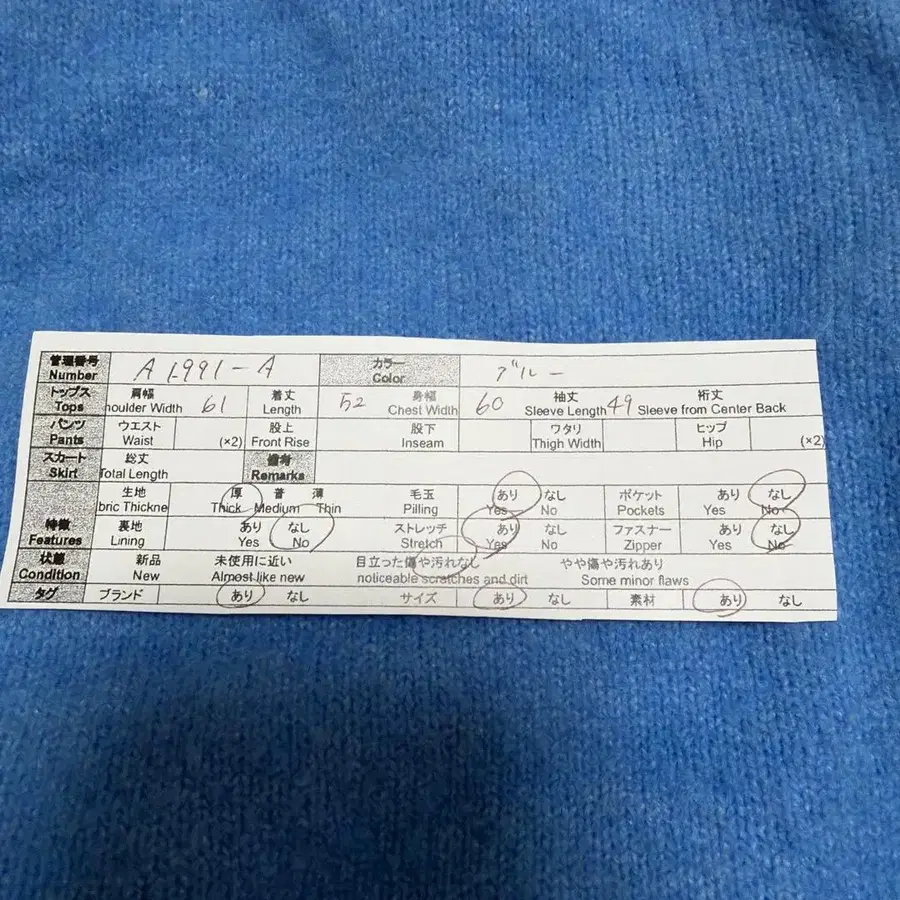 管理番号 A 1991-A カラー ブルー
Number Color
トップス 肩幅 61 着丈 52 身幅 60 袖丈 49 裄丈
Tops houlder Width Length Chest Width Sleeve Length Sleeve from Center Back
パンツ ウエスト 股上 股下 ワタリ ヒップ
Pants Waist (×2) Front Rise Inseam Thigh Width Hip (×2)
スカート 総丈 備考
Skirt Total Length Remarks
生地 厚 普 薄 毛玉 あり なし ポケット あり なし
bric Thickne Thick Medium Thin Pilling Yes No Pockets Yes No
特徴 裏地 あり なし ストレッチ あり なし ファスナー あり なし
Features Lining Yes No Stretch Yes No Zipper Yes No
状態 新品 未使用に近い 目立った傷や汚れなし やや傷や汚れあり
Condition New Almost like new noticeable scratches and dirt Some minor flaws
タグ ブランド あり なし サイズ あり なし 素材 あり なし